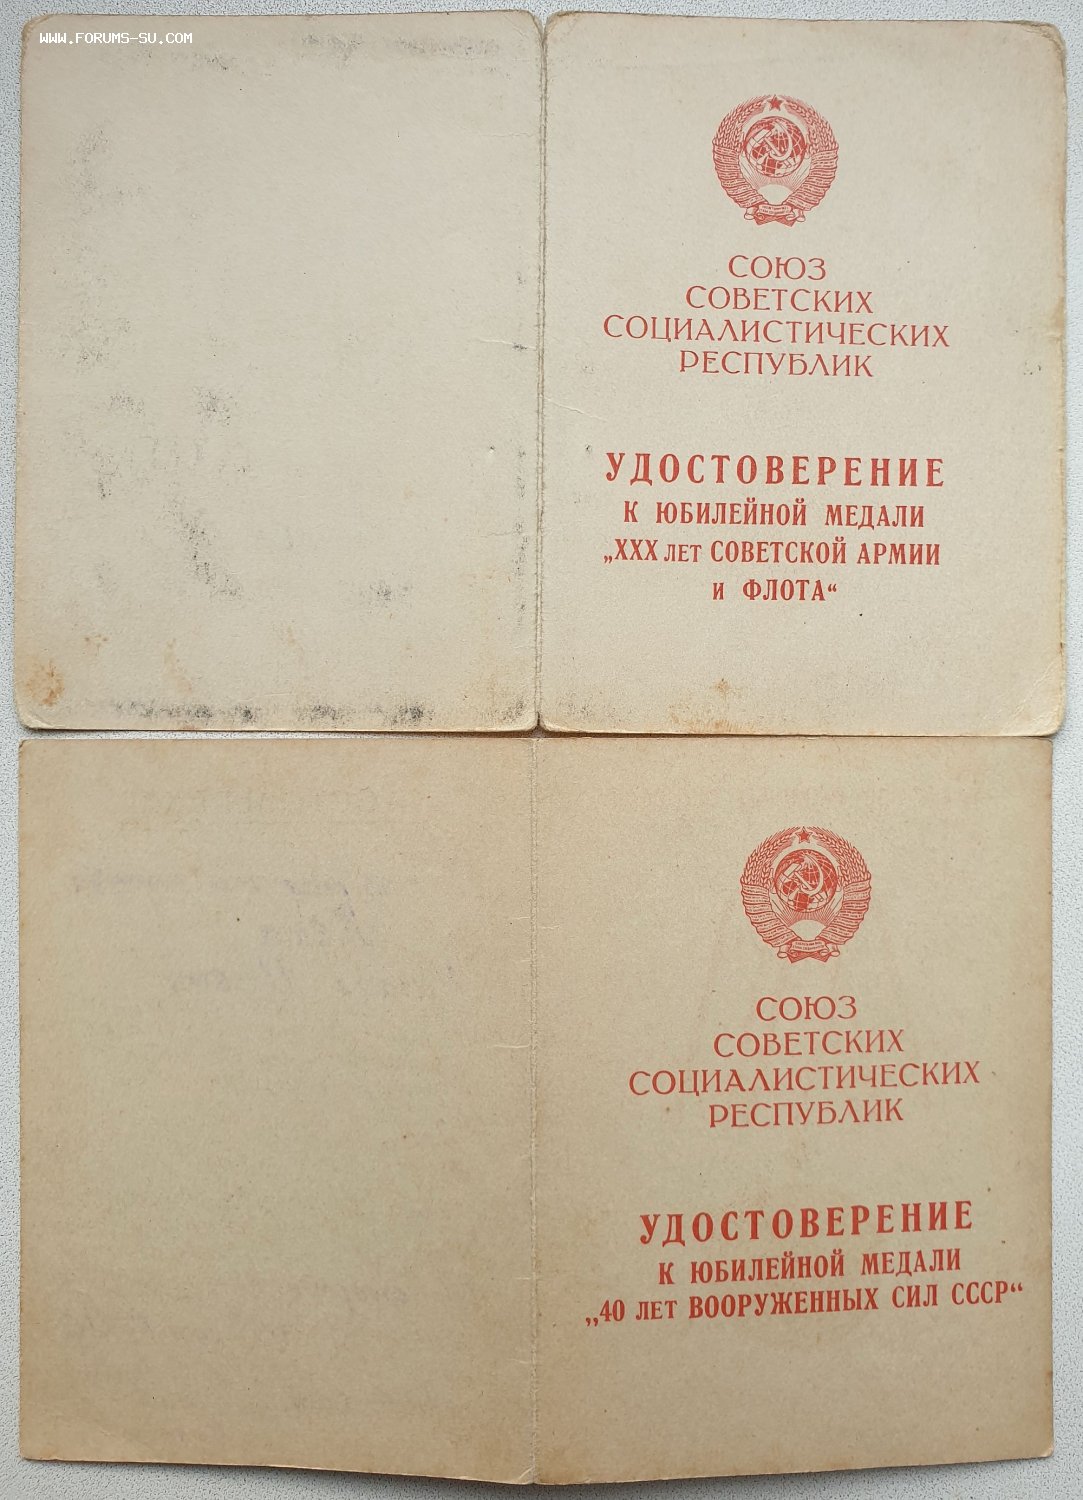 WWW.FORUMS-SU.COM
СОЮЗ
СОВЕТСКИХ
СОЦИАЛИСТИЧЕСКИХ
РЕСПУБЛИК
УДОСТОВЕРЕНИЕ
К ЮБИЛЕЙНОЙ МЕДАЛИ
„XXX ЛЕТ СОВЕТСКОЙ АРМИИ
И ФЛОТА“
СОЮЗ
СОВЕТСКИХ
СОЦИАЛИСТИЧЕСКИХ
РЕСПУБЛИК
УДОСТОВЕРЕНИЕ
К ЮБИЛЕЙНОЙ МЕДАЛИ
„40 ЛЕТ ВООРУЖЕННЫХ СИЛ СССР“